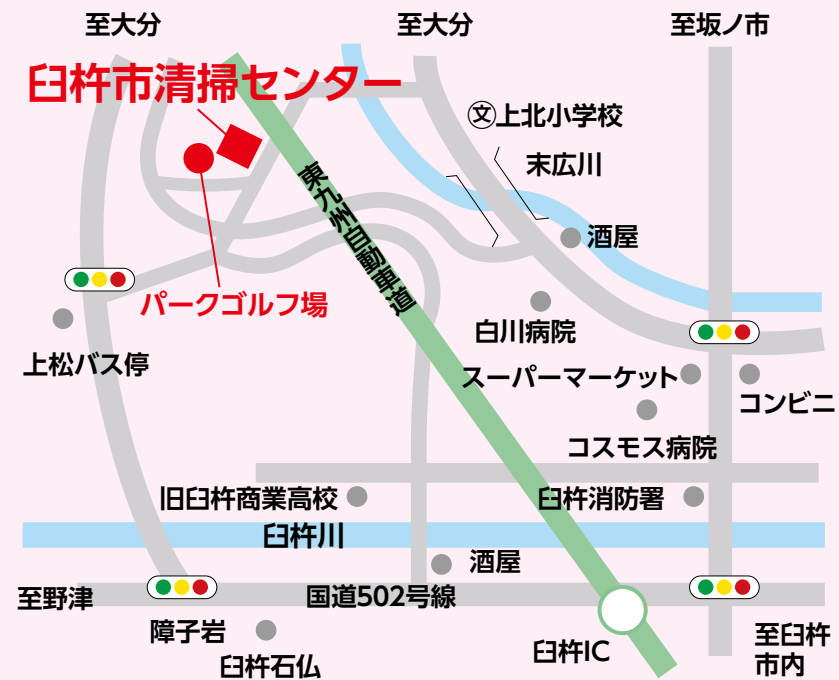 至大分
至大分
至坂ノ市
臼杵市清掃センター
㊛上北小学校
末広川
東九州自動車道
酒屋
パークゴルフ場
白川病院
上松バス停
スーパーマーケット
コンビニ
コスモス病院
旧臼杵商業高校
臼杵消防署
臼杵川
酒屋
至野津
国道502号線
障子岩
臼杵IC
至臼杵
市内
臼杵石仏